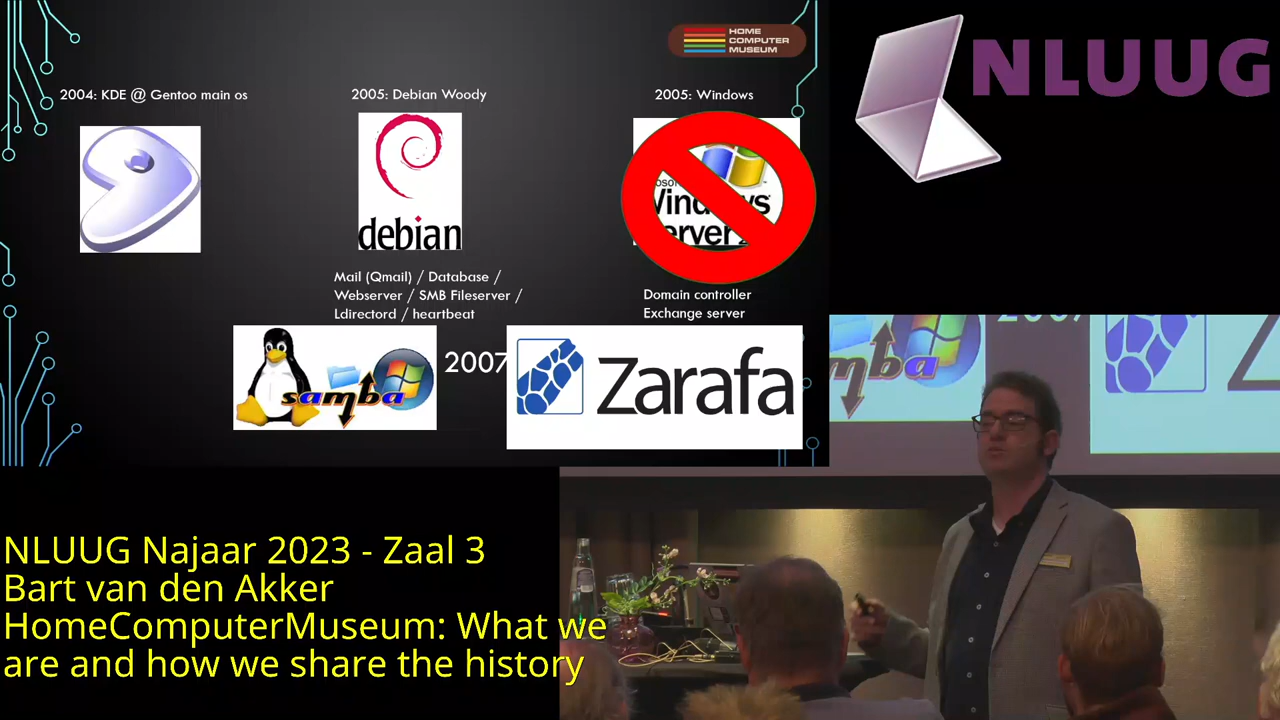 HOME
COMPUTER
MUSEUM
NLUUG
2004: KDE @ Gentoo main os
2005: Debian Woody
2005: Windows
debian
Windows
Server
Mail (Qmail) / Database /
Webserver / SMB Fileserver /
Ldirectord / heartbeat
Domain controller
Exchange server
samba
2007
Zarafa
NLUUG Najaar 2023 - Zaal 3
Bart van den Akker
HomeComputerMuseum: What we
are and how we share the history